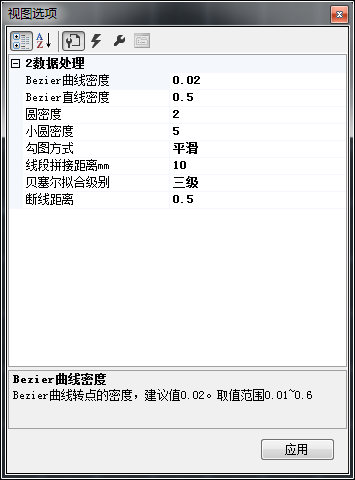 视图选项
2数据处理
Bezier曲线密度 0.02
Bezier直线密度 0.5
圆密度 2
小圆密度 5
勾图方式 平滑
线段拼接距离mm 10
贝塞尔拟合级别 三级
断线距离 0.5
Bezier曲线密度
Bezier曲线转点的密度，建议值0.02。取值范围0.01~0.6
应用